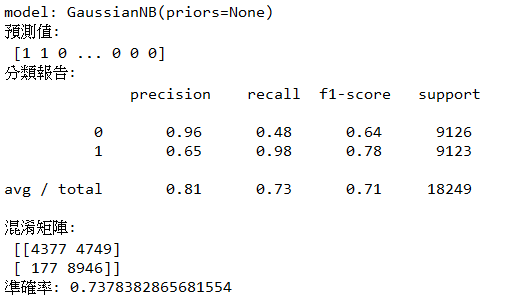 model: GaussianNB(priors=None)
預測值:
[1 1 0 ... 0 0 0]
分類報告:
precision recall f1-score support
0 0.96 0.48 0.64 9126
1 0.65 0.98 0.78 9123
avg / total 0.81 0.73 0.71 18249
混淆矩陣:
[[4377 4749]
[ 177 8946]]
準確率: 0.7378382865681554